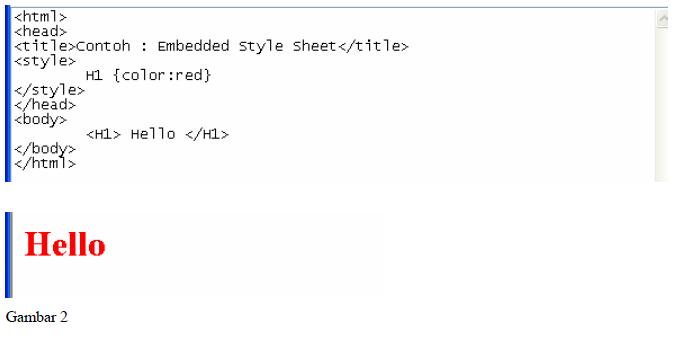 <html>
<head>
<title>Contoh : Embedded Style Sheet</title>
<style>
H1 {color:red}
</style>
</head>
<body>
<H1> Hello </H1>
</body>
</html>
Hello
Gambar 2